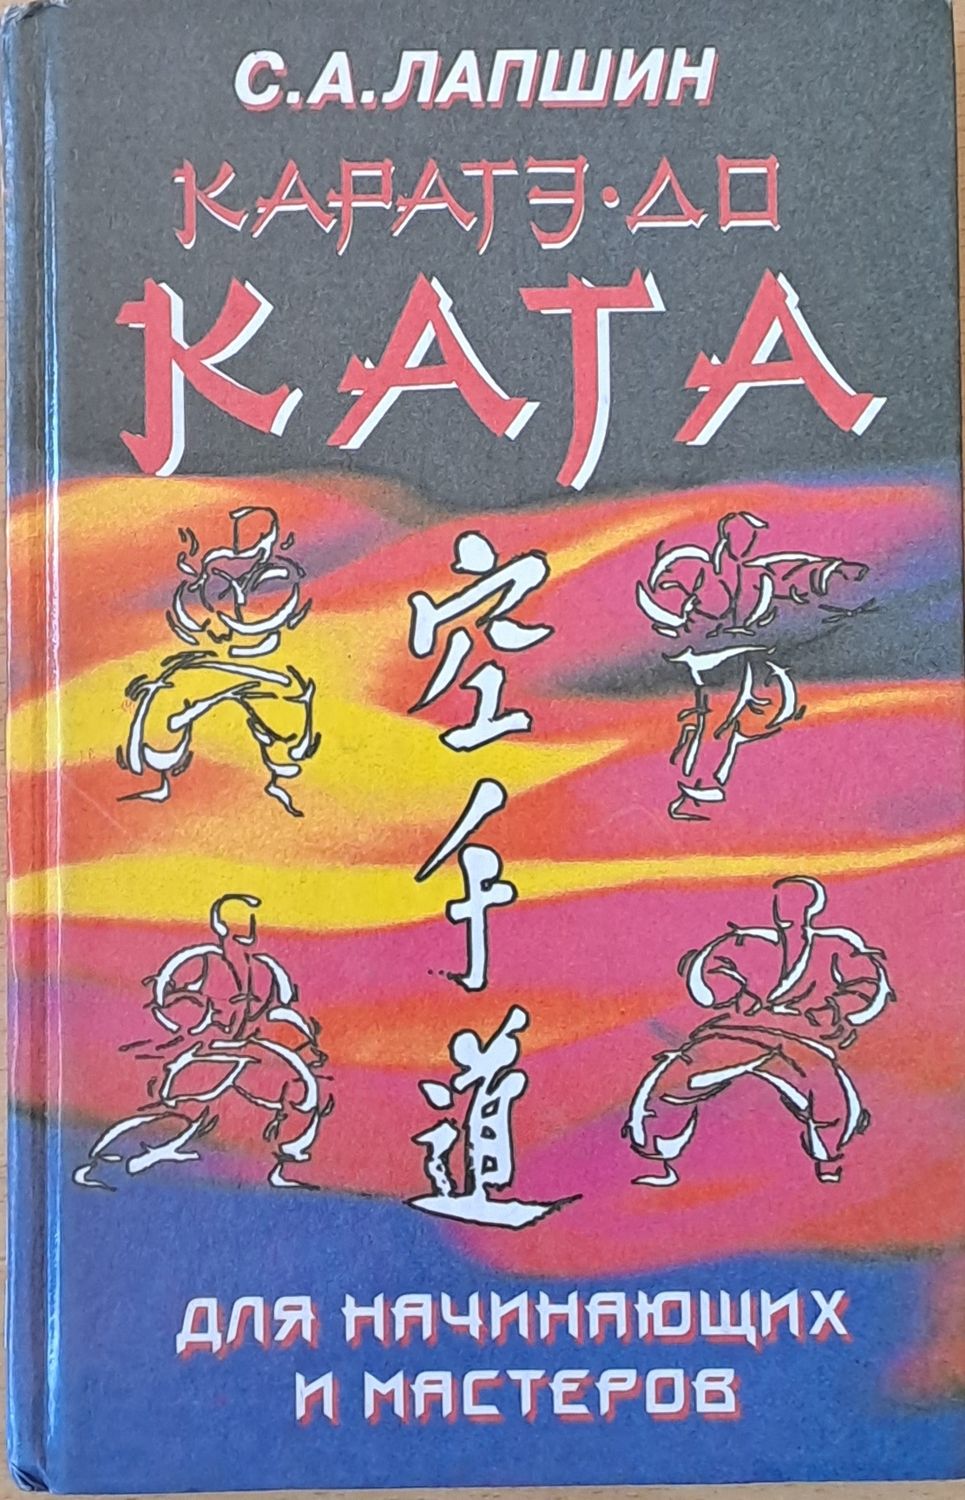 С.А.ЛАПШИН
КАРАТЭ·ДО
КАТА
空
手
道
ДЛЯ НАЧИНАЮЩИХ
И МАСТЕРОВ